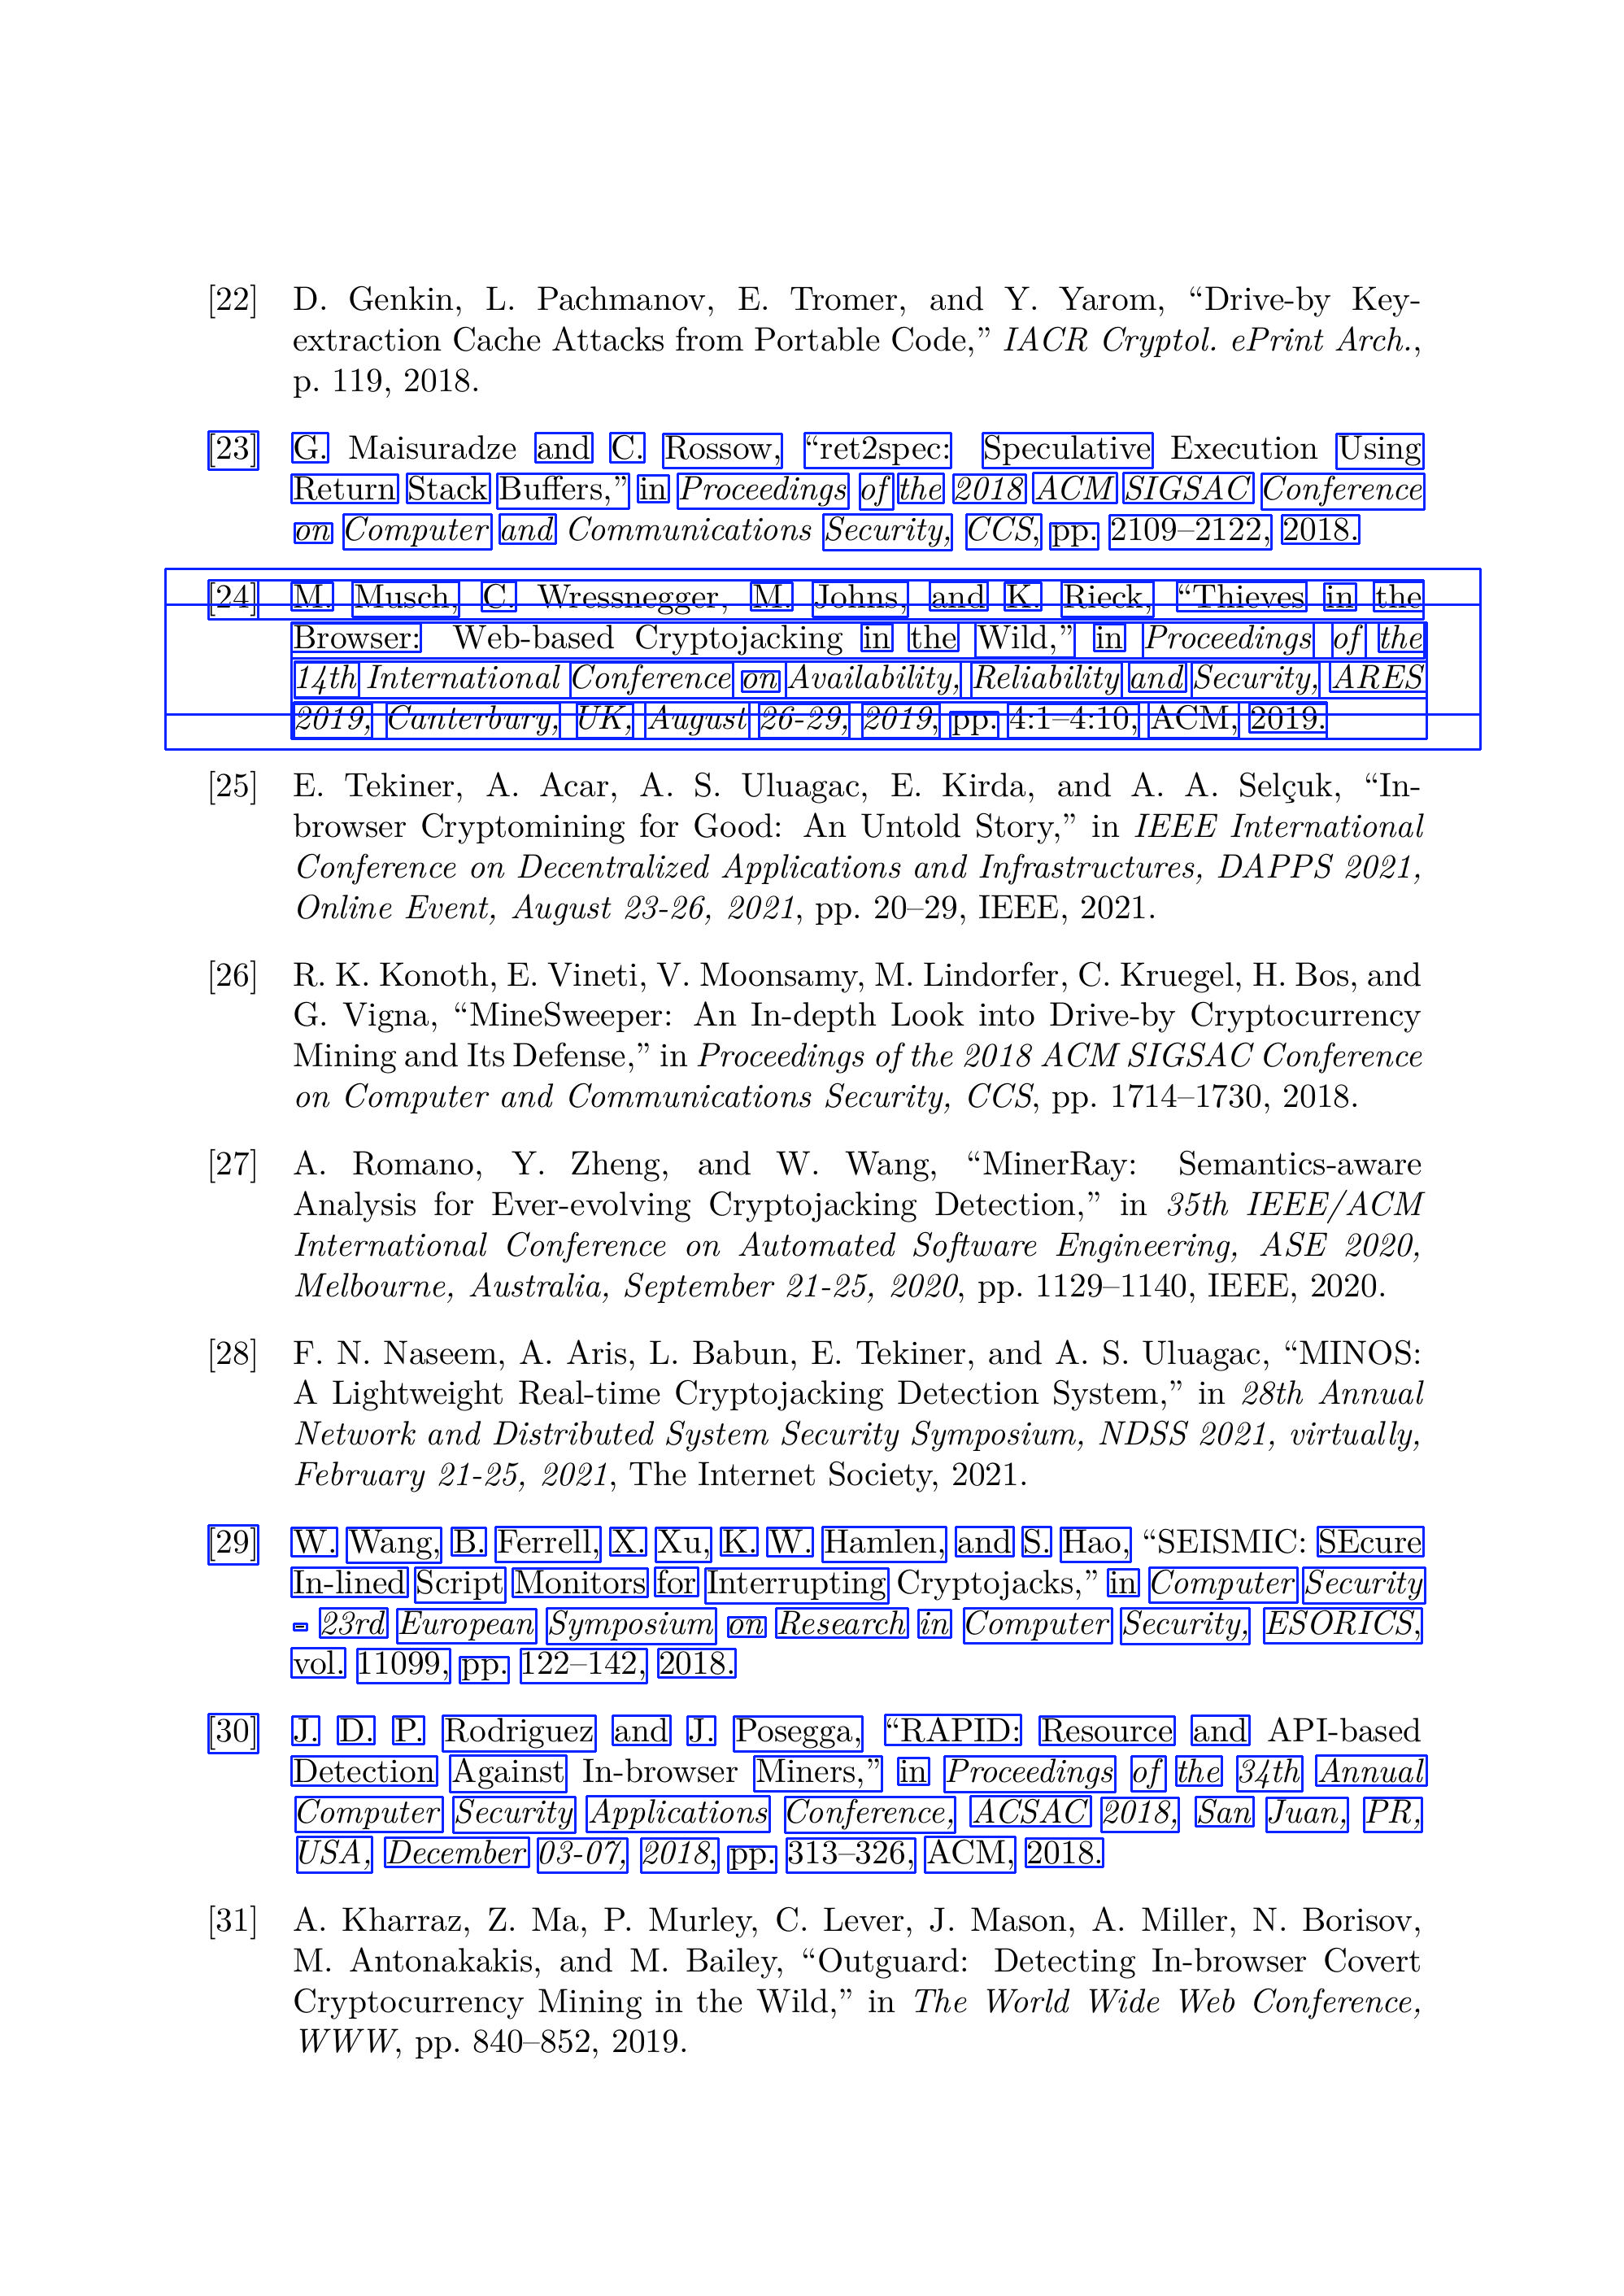 [22] D. Genkin, L. Pachmanov, E. Tromer, and Y. Yarom, “Drive-by Key-
extraction Cache Attacks from Portable Code,” IACR Cryptol. ePrint Arch.,
p. 119, 2018.
[23] G. Maisuradze and C. Rossow, “ret2spec: Speculative Execution Using
Return Stack Buffers,” in Proceedings of the 2018 ACM SIGSAC Conference
on Computer and Communications Security, CCS, pp. 2109–2122, 2018.
[24] M. Musch, C. Wressnegger, M. Johns, and K. Rieck, “Thieves in the
Browser: Web-based Cryptojacking in the Wild,” in Proceedings of the
14th International Conference on Availability, Reliability and Security, ARES
2019, Canterbury, UK, August 26-29, 2019, pp. 4:1–4:10, ACM, 2019.
[25] E. Tekiner, A. Acar, A. S. Uluagac, E. Kirda, and A. A. Selçuk, “In-
browser Cryptomining for Good: An Untold Story,” in IEEE International
Conference on Decentralized Applications and Infrastructures, DAPPS 2021,
Online Event, August 23-26, 2021, pp. 20–29, IEEE, 2021.
[26] R. K. Konoth, E. Vineti, V. Moonsamy, M. Lindorfer, C. Kruegel, H. Bos, and
G. Vigna, “MineSweeper: An In-depth Look into Drive-by Cryptocurrency
Mining and Its Defense,” in Proceedings of the 2018 ACM SIGSAC Conference
on Computer and Communications Security, CCS, pp. 1714–1730, 2018.
[27] A. Romano, Y. Zheng, and W. Wang, “MinerRay: Semantics-aware
Analysis for Ever-evolving Cryptojacking Detection,” in 35th IEEE/ACM
International Conference on Automated Software Engineering, ASE 2020,
Melbourne, Australia, September 21-25, 2020, pp. 1129–1140, IEEE, 2020.
[28] F. N. Naseem, A. Aris, L. Babun, E. Tekiner, and A. S. Uluagac, “MINOS:
A Lightweight Real-time Cryptojacking Detection System,” in 28th Annual
Network and Distributed System Security Symposium, NDSS 2021, virtually,
February 21-25, 2021, The Internet Society, 2021.
[29] W. Wang, B. Ferrell, X. Xu, K. W. Hamlen, and S. Hao, “SEISMIC: SEcure
In-lined Script Monitors for Interrupting Cryptojacks,” in Computer Security
– 23rd European Symposium on Research in Computer Security, ESORICS,
vol. 11099, pp. 122–142, 2018.
[30] J. D. P. Rodriguez and J. Posegga, “RAPID: Resource and API-based
Detection Against In-browser Miners,” in Proceedings of the 34th Annual
Computer Security Applications Conference, ACSAC 2018, San Juan, PR,
USA, December 03-07, 2018, pp. 313–326, ACM, 2018.
[31] A. Kharraz, Z. Ma, P. Murley, C. Lever, J. Mason, A. Miller, N. Borisov,
M. Antonakakis, and M. Bailey, “Outguard: Detecting In-browser Covert
Cryptocurrency Mining in the Wild,” in The World Wide Web Conference,
WWW, pp. 840–852, 2019.